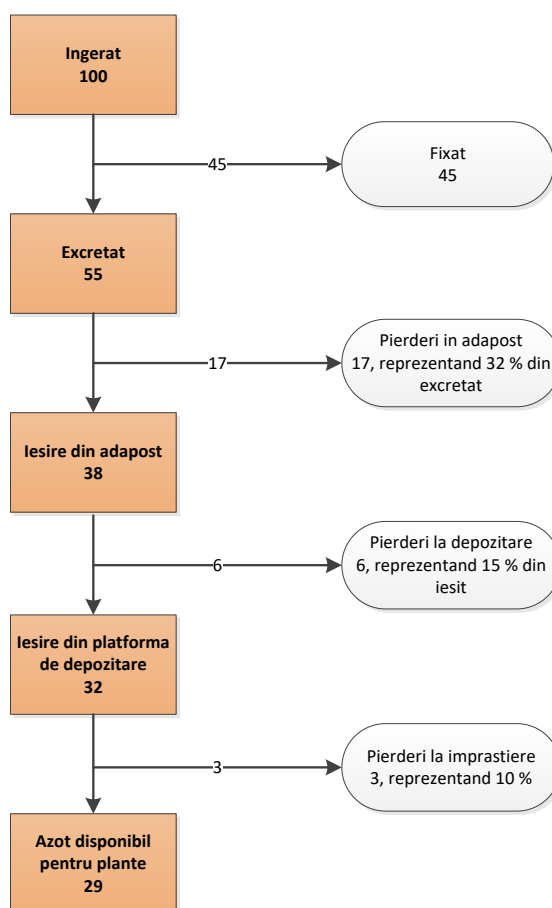 Ingerat
100
45
Fixat
45
Excretat
55
17
Pierderi in adapost
17, reprezentand 32 % din
excretat
Iesire din adapost
38
6
Pierderi la depozitare
6, reprezentand 15 % din
iesit
Iesire din platforma
de depozitare
32
3
Pierderi la imprastiere
3, reprezentand 10 %
Azot disponibil
pentru plante
29